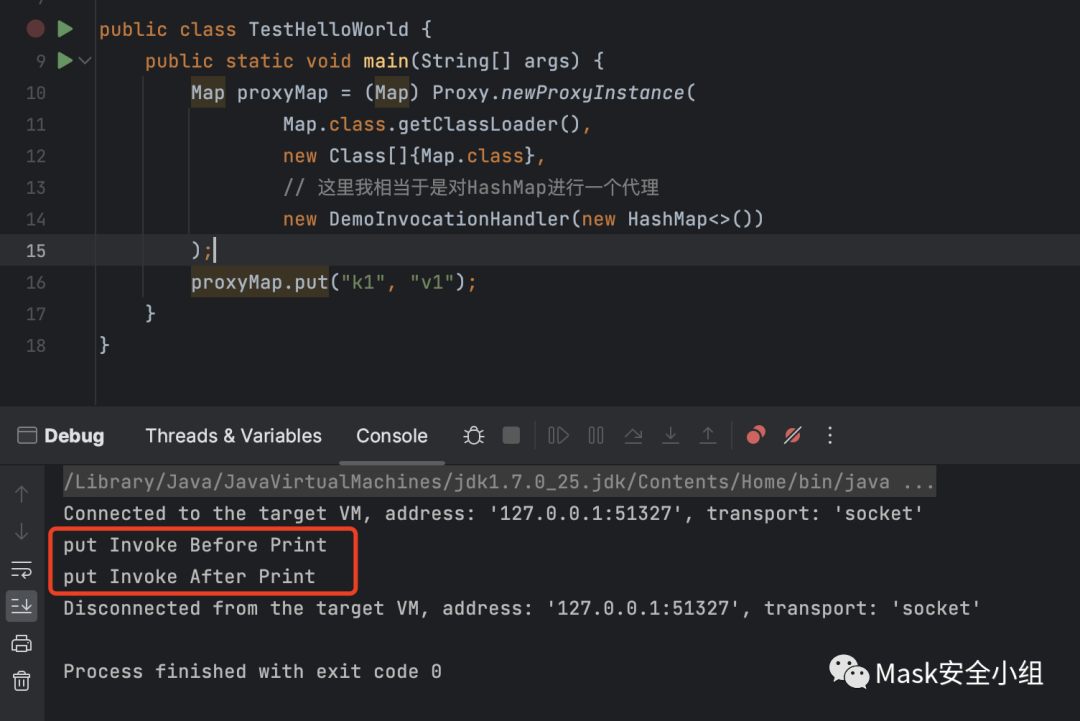 public class TestHelloWorld {
9 public static void main(String[] args) {
10 Map proxyMap = (Map) Proxy.newProxyInstance(
11 Map.class.getClassLoader(),
12 new Class[]{Map.class},
13 // 这里我相当于是对HashMap进行一个代理
14 new DemoInvocationHandler(new HashMap<>())
15 );
16 proxyMap.put("k1", "v1");
17 }
18 }
Debug Threads & Variables Console
/Library/Java/JavaVirtualMachines/jdk1.7.0_25.jdk/Contents/Home/bin/java ...
Connected to the target VM, address: '127.0.0.1:51327', transport: 'socket'
put Invoke Before Print
put Invoke After Print
Disconnected from the target VM, address: '127.0.0.1:51327', transport: 'socket'
Process finished with exit code 0
Mask安全小组